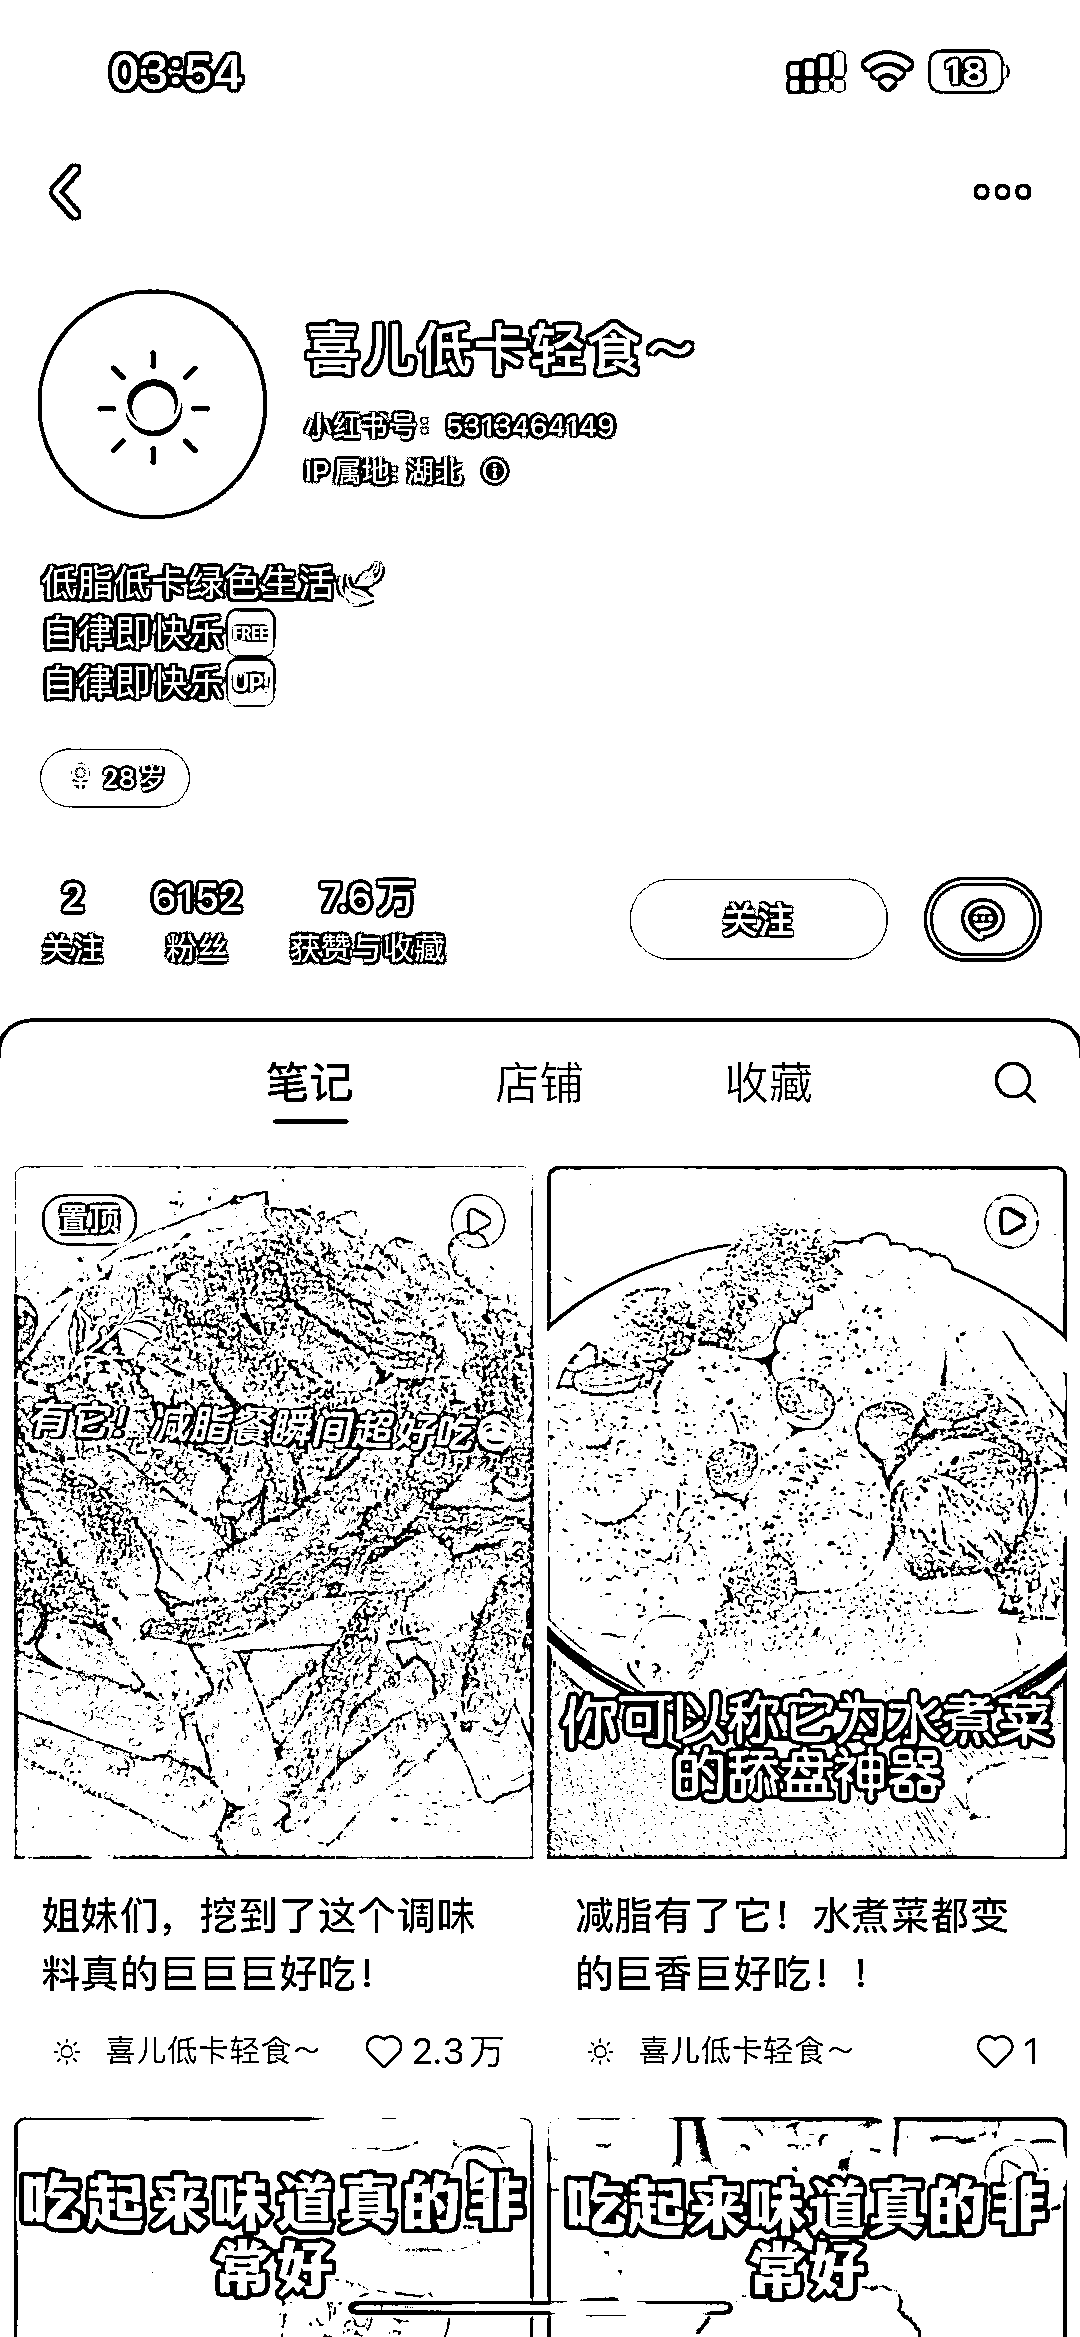 03:54
18
喜儿低卡轻食～
小红书号：5313464149
IP属地：湖北
低脂低卡绿色生活
自律即快乐FREE
自律即快乐UP!
28岁
2 6152 7.6万
关注 粉丝 获赞与收藏
关注
笔记 店铺 收藏
置顶
有它！减脂餐瞬间超好吃
你可以称它为水煮菜
的舔盘神器
姐妹们，挖到了这个调味
料真的巨巨巨好吃！
喜儿低卡轻食～ 2.3万
减脂有了它！水煮菜都变
的巨香巨好吃！！
喜儿低卡轻食～ 1
吃起来味道真的非
常好
吃起来味道真的非
常好